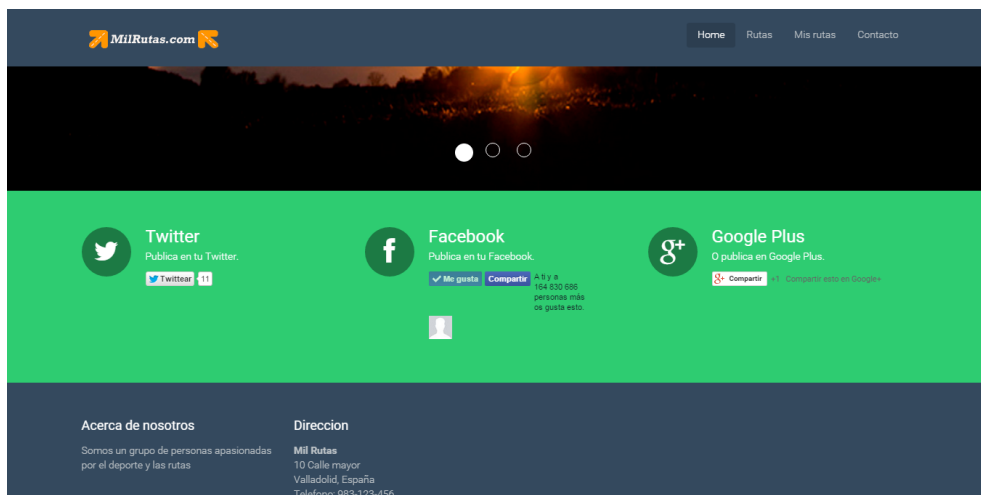 MilRutas.com
Home Rutas Mis rutas Contacto
Twitter
Publica en tu Twitter.
Twittear 11
Facebook
Publica en tu Facebook.
Me gusta Compartir
A ti y a
164 830 686
personas más
os gusta esto.
Google Plus
O publica en Google Plus.
Compartir +1 Compartir esto en Google+
Acerca de nosotros
Somos un grupo de personas apasionadas
por el deporte y las rutas
Direccion
Mil Rutas
10 Calle mayor
Valladolid, España
Telefono: 983-123-456